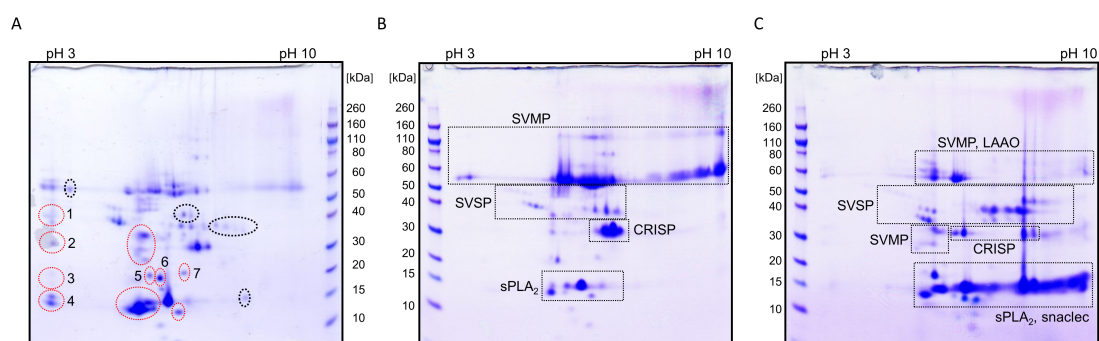 A
B
C
pH 3
pH 10
pH 3
pH 10
pH 3
pH 10
[kDa]
260
160
110
80
60
50
40
30
20
15
10
1
2
3
4
5
6
7
[kDa]
260
160
110
80
60
50
40
30
20
15
10
SVMP
SVSP
CRISP
sPLA₂
[kDa]
260
160
110
80
60
50
40
30
20
15
10
SVMP, LAAO
SVSP
SVMP
CRISP
sPLA₂, snaclec